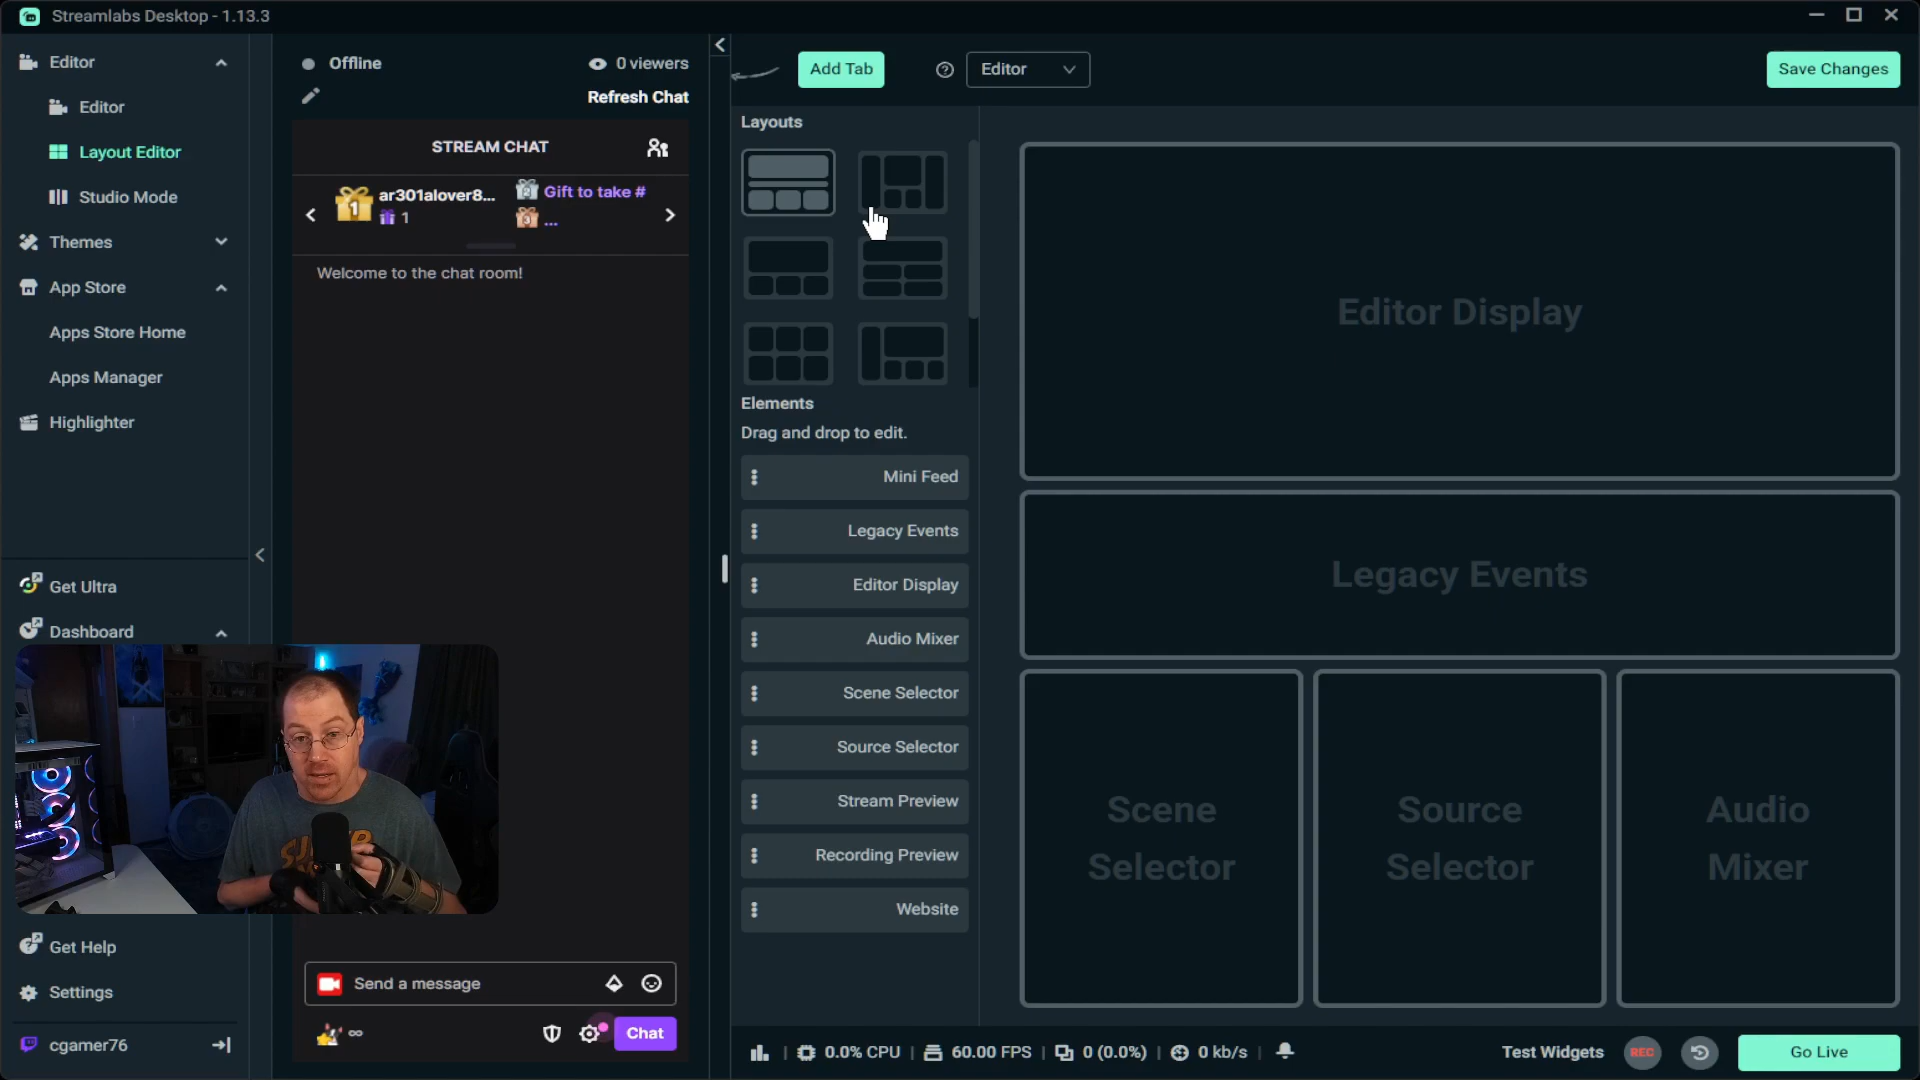 Streamlabs Desktop - 1.13.3
Editor
Editor
Layout Editor
Studio Mode
Themes
App Store
Apps Store Home
Apps Manager
Highlighter
Get Ultra
Dashboard
Get Help
Settings
cgamer76
Offline
0 viewers
Refresh Chat
STREAM CHAT
1
ar301alover8...
1
2
Gift to take #
3
...
Welcome to the chat room!
Send a message
∞
Chat
Add Tab
Editor
Save Changes
Layouts
Elements
Drag and drop to edit.
Mini Feed
Legacy Events
Editor Display
Audio Mixer
Scene Selector
Source Selector
Stream Preview
Recording Preview
Website
Editor Display
Legacy Events
Scene
Selector
Source
Selector
Audio
Mixer
0.0% CPU
60.00 FPS
0 (0.0%)
0 kb/s
Test Widgets
REC
Go Live